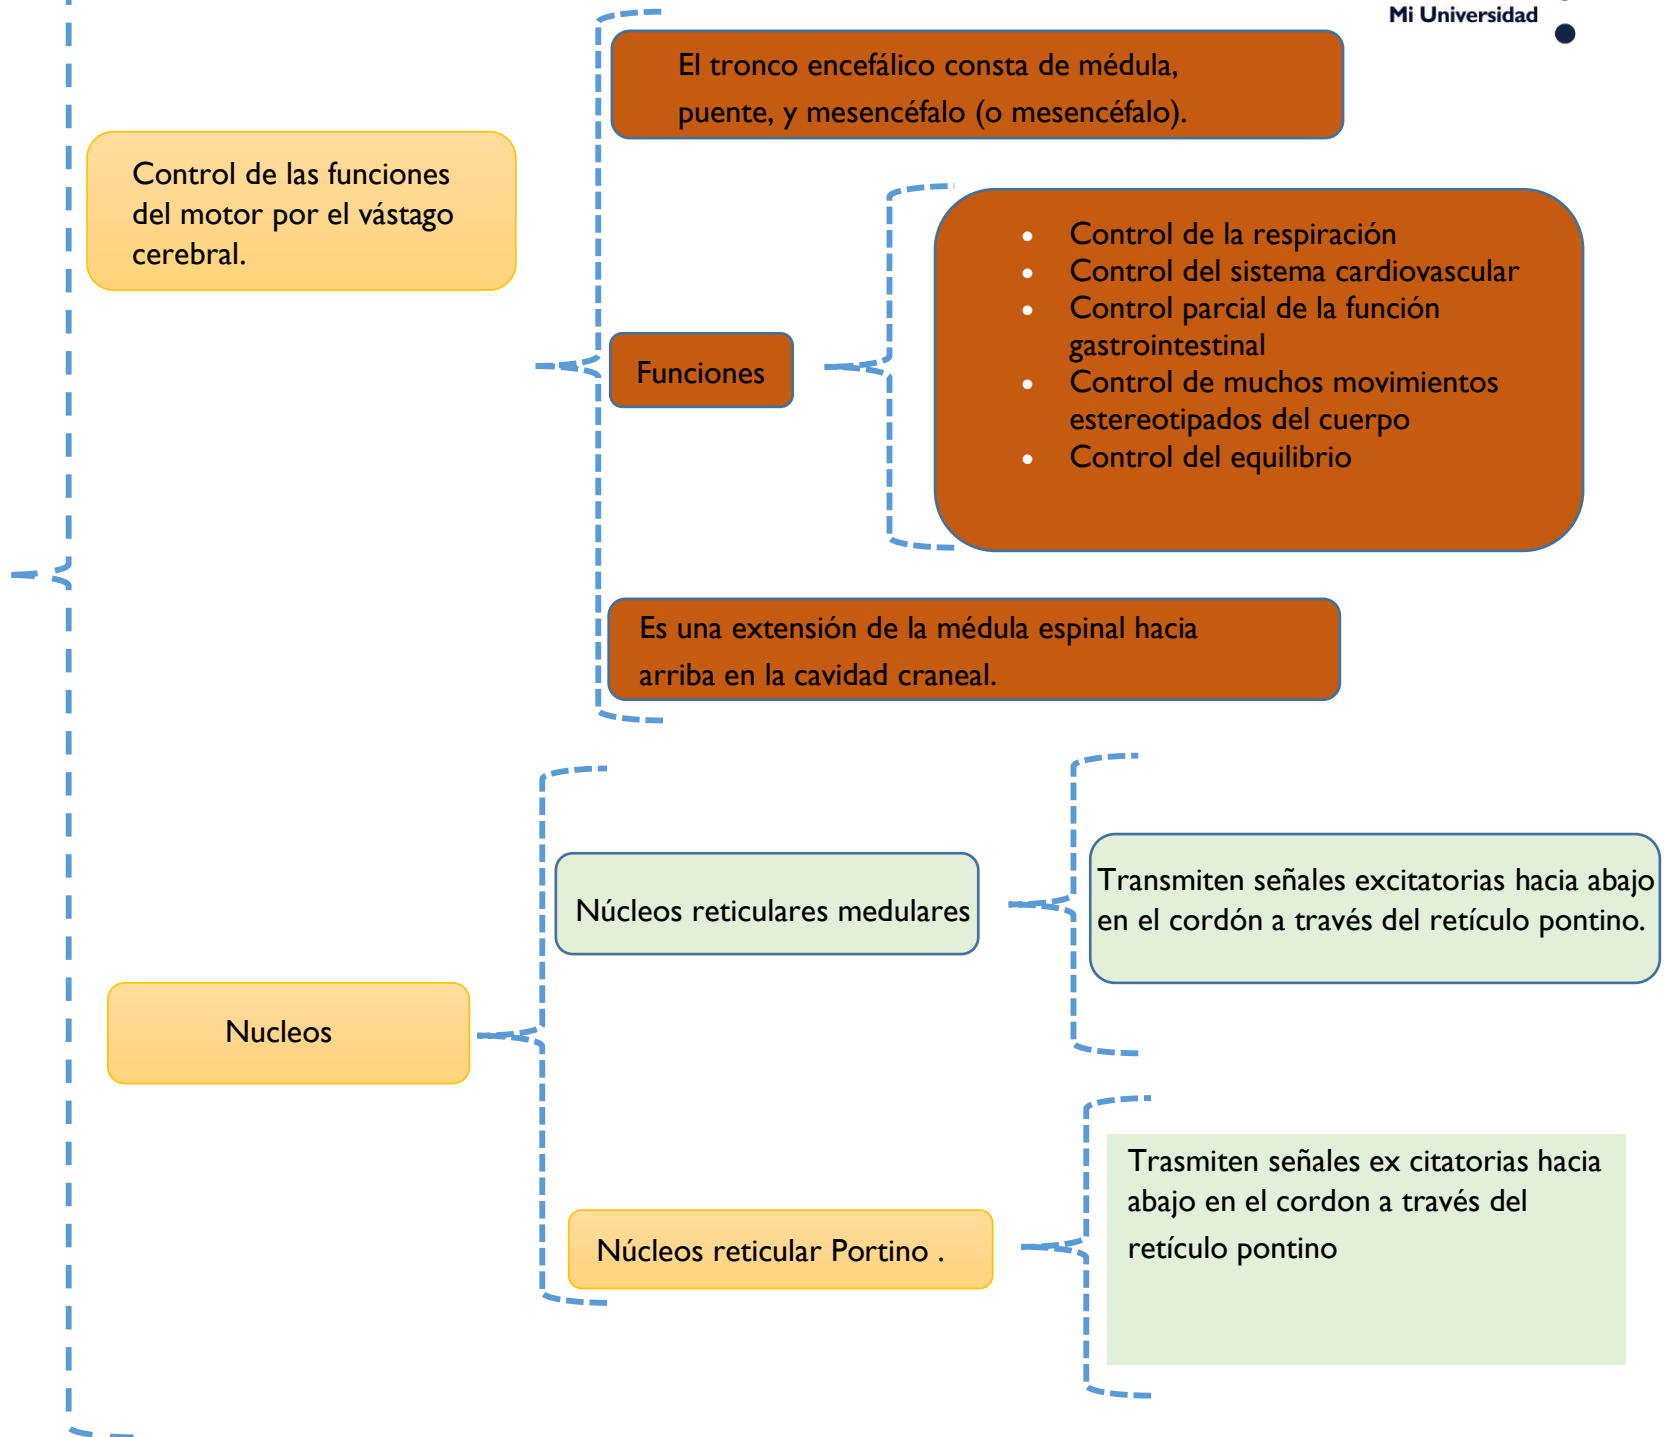 Mi Universidad
El tronco encefálico consta de médula,
puente, y mesencéfalo (o mesencéfalo).
Control de las funciones
del motor por el vástago
cerebral.
Funciones
• Control de la respiración
• Control del sistema cardiovascular
• Control parcial de la función
gastrointestinal
• Control de muchos movimientos
estereotipados del cuerpo
• Control del equilibrio
Es una extensión de la médula espinal hacia
arriba en la cavidad craneal.
Nucleos
Núcleos reticulares medulares
Transmiten señales excitatorias hacia abajo
en el cordón a través del retículo pontino.
Núcleos reticular Portino .
Trasmiten señales ex citatorias hacia
abajo en el cordon a través del
retículo pontino